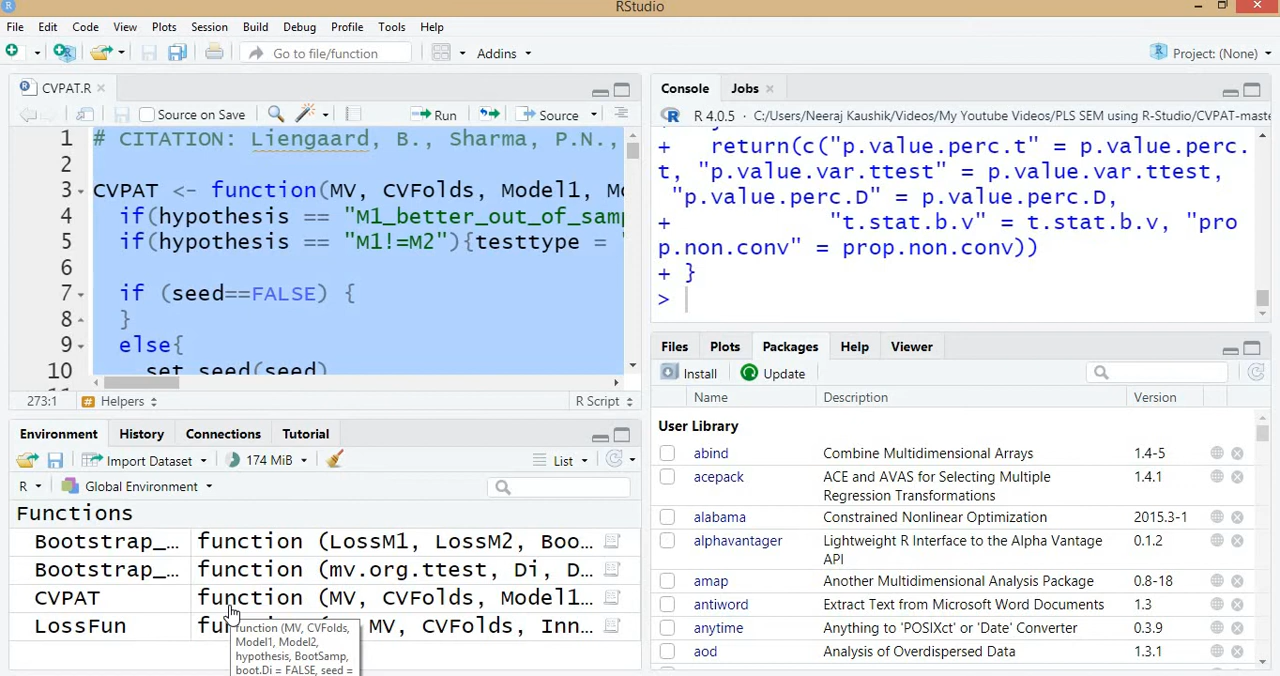 RStudio
File Edit Code View Plots Session Build Debug Profile Tools Help
Go to file/function Addins Project: (None)
CVPAT.R
Source on Save Run Source
1 # CITATION: Liengaard, B., Sharma, P.N.,
2
3 CVPAT <- function(MV, CVFolds, Model1, Mo
4 if(hypothesis == "M1_better_out_of_samp
5 if(hypothesis == "M1!=M2"){testtype = "
6
7 if (seed==FALSE) {
8 }
9 else{
10 set.seed(seed)
273:1 # Helpers R Script
Console Jobs
R 4.0.5 · C:/Users/Neeraj Kaushik/Videos/My Youtube Videos/PLS SEM using R-Studio/CVPAT-maste
+ return(c("p.value.perc.t" = p.value.perc.
t, "p.value.var.ttest" = p.value.var.ttest,
"p.value.perc.D" = p.value.perc.D,
+ "t.stat.b.v" = t.stat.b.v, "pro
p.non.conv" = prop.non.conv))
+ }
>
Environment History Connections Tutorial
Import Dataset 174 MiB List
R Global Environment
Functions
Bootstrap_… function (LossM1, LossM2, Boo…
Bootstrap_… function (mv.org.ttest, Di, D…
CVPAT function (MV, CVFolds, Model1…
LossFun fun MV, CVFolds, Inn…
function (MV, CVFolds,
Model1, Model2,
hypothesis, BootSamp,
boot.Di = FALSE, seed =
Files Plots Packages Help Viewer
Install Update
Name Description Version
User Library
abind Combine Multidimensional Arrays 1.4-5
acepack ACE and AVAS for Selecting Multiple 1.4.1
Regression Transformations
alabama Constrained Nonlinear Optimization 2015.3-1
alphavantager Lightweight R Interface to the Alpha Vantage 0.1.2
API
amap Another Multidimensional Analysis Package 0.8-18
antiword Extract Text from Microsoft Word Documents 1.3
anytime Anything to 'POSIXct' or 'Date' Converter 0.3.9
aod Analysis of Overdispersed Data 1.3.1